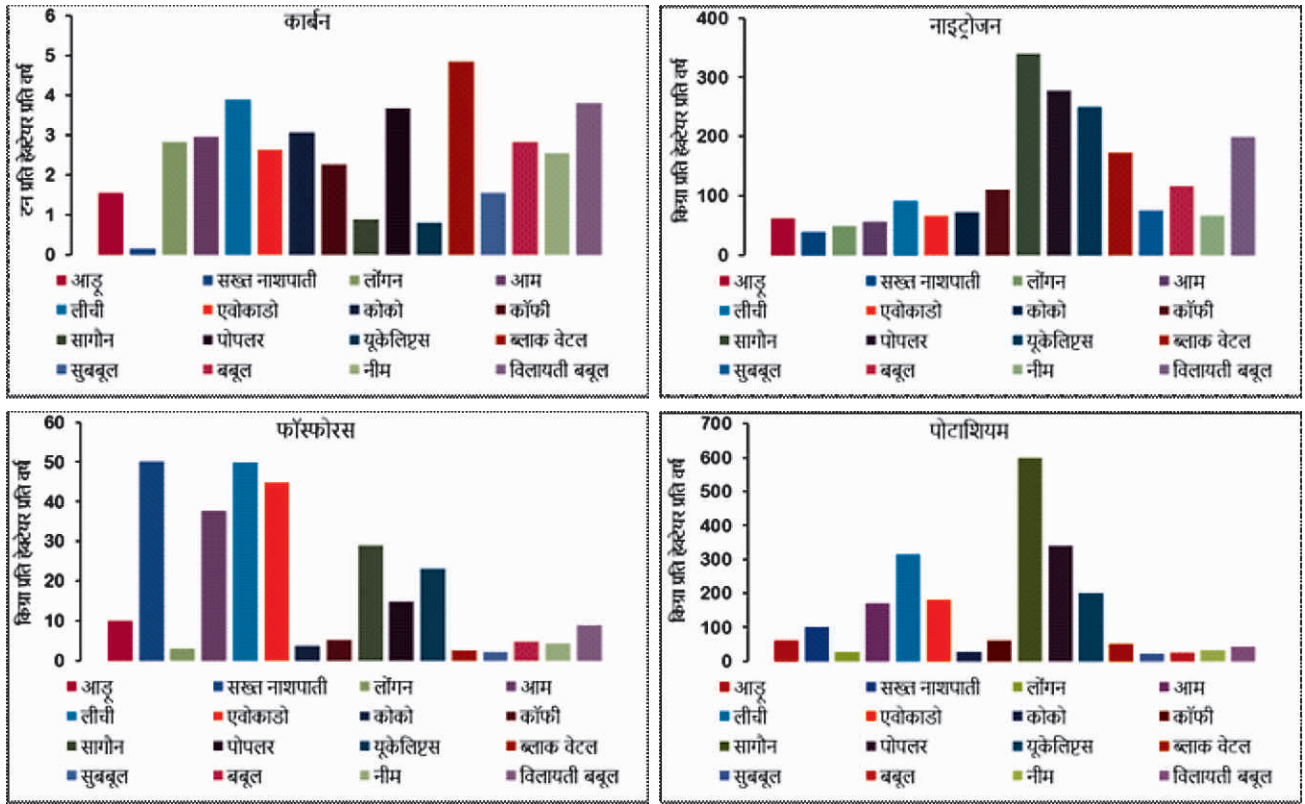 कार्बन
टन प्रति हेक्टेयर प्रति वर्ष
6
5
4
3
2
1
0
आड़ू सख्त नाशपाती लोंगन आम
लीची एवोकाडो कोको कॉफी
सागौन पोपलर यूकेलिप्टस ब्लाक वेटल
सुबबूल बबूल नीम विलायती बबूल
नाइट्रोजन
किग्रा प्रति हेक्टेयर प्रति वर्ष
400
300
200
100
0
आड़ू सख्त नाशपाती लोंगन आम
लीची एवोकाडो कोको कॉफी
सागौन पोपलर यूकेलिप्टस ब्लाक वेटल
सुबबूल बबूल नीम विलायती बबूल
फॉस्फोरस
किग्रा प्रति हेक्टेयर प्रति वर्ष
60
50
40
30
20
10
0
आड़ू सख्त नाशपाती लोंगन आम
लीची एवोकाडो कोको कॉफी
सागौन पोपलर यूकेलिप्टस ब्लाक वेटल
सुबबूल बबूल नीम विलायती बबूल
पोटाशियम
किग्रा प्रति हेक्टेयर प्रति वर्ष
700
600
500
400
300
200
100
0
आड़ू सख्त नाशपाती लोंगन आम
लीची एवोकाडो कोको कॉफी
सागौन पोपलर यूकेलिप्टस ब्लाक वेटल
सुबबूल बबूल नीम विलायती बबूल